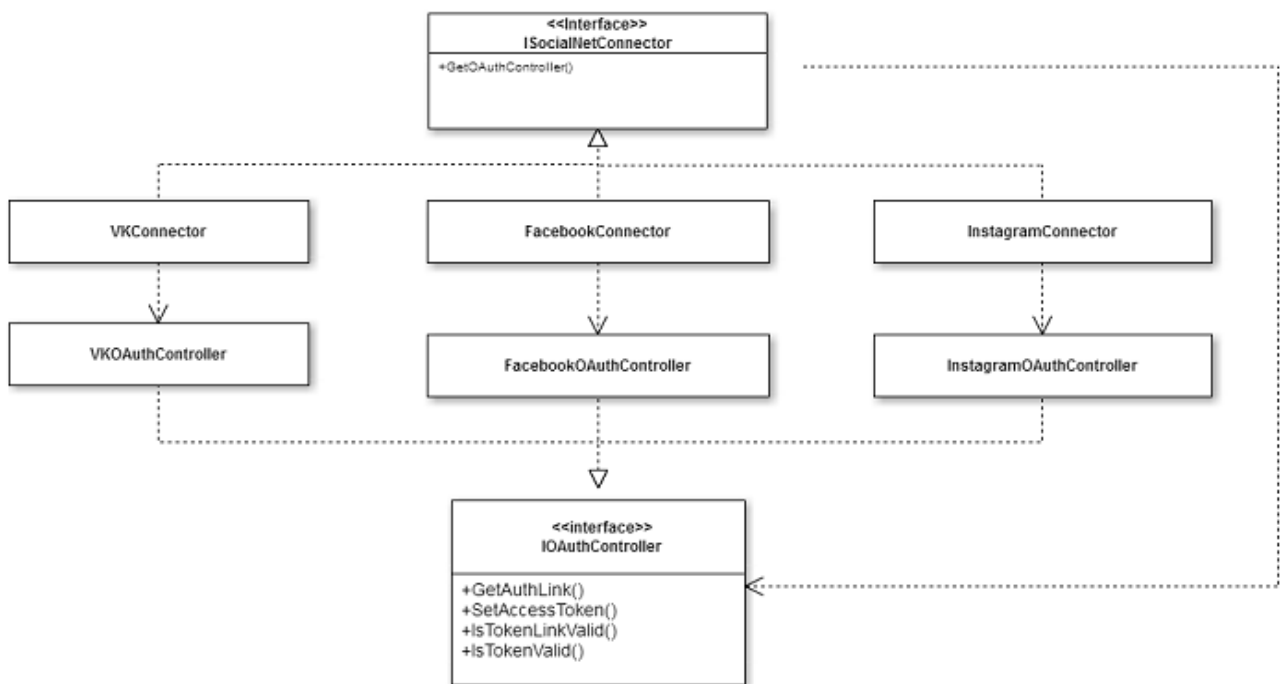 <<Interface>>
ISocialNetConnector
+GetOAuthController()
VKConnector
FacebookConnector
InstagramConnector
VKOAuthController
FacebookOAuthController
InstagramOAuthController
<<interface>>
IOAuthController
+GetAuthLink()
+SetAccessToken()
+IsTokenLinkValid()
+IsTokenValid()